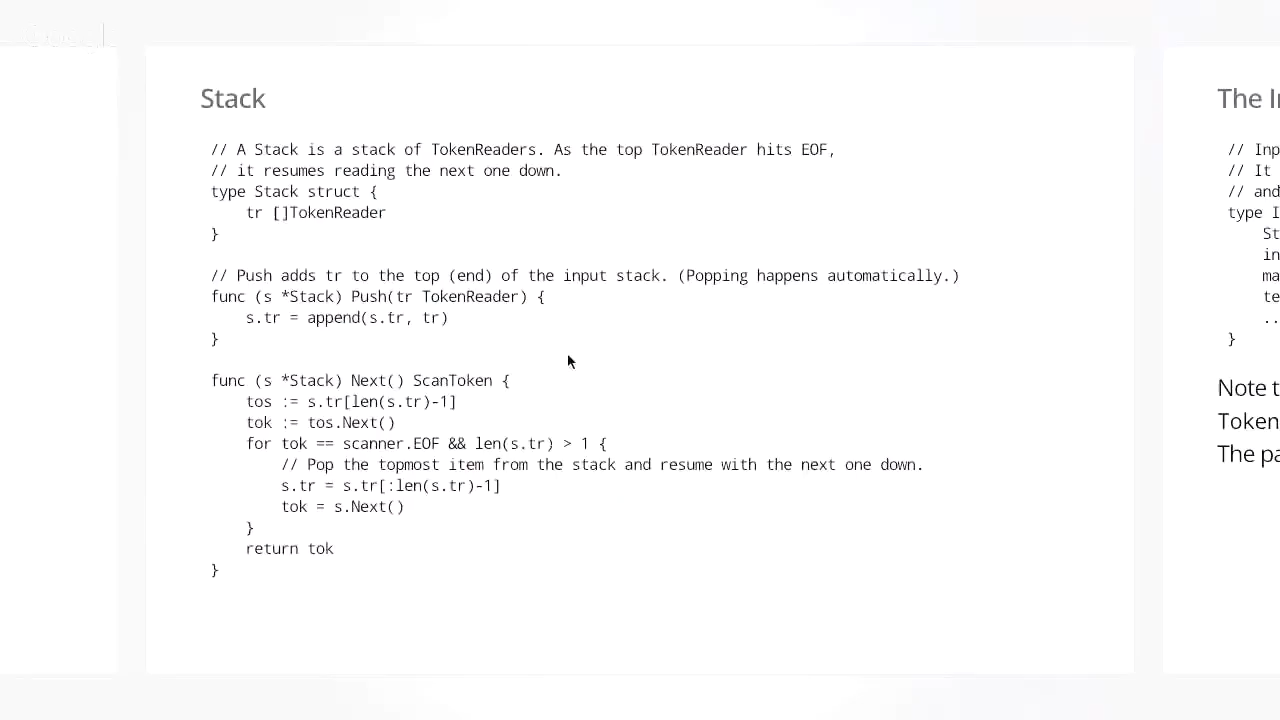 Stack
// A Stack is a stack of TokenReaders. As the top TokenReader hits EOF,
// it resumes reading the next one down.
type Stack struct {
    tr []TokenReader
}
// Push adds tr to the top (end) of the input stack. (Popping happens automatically.)
func (s *Stack) Push(tr TokenReader) {
    s.tr = append(s.tr, tr)
}
func (s *Stack) Next() ScanToken {
    tos := s.tr[len(s.tr)-1]
    tok := tos.Next()
    for tok == scanner.EOF && len(s.tr) > 1 {
        // Pop the topmost item from the stack and resume with the next one down.
        s.tr = s.tr[:len(s.tr)-1]
        tok = s.Next()
    }
    return tok
}
The I
// Inp
// It
// and
type I
    St
    in
    ma
    te
    ..
}
Note t
Token
The pa